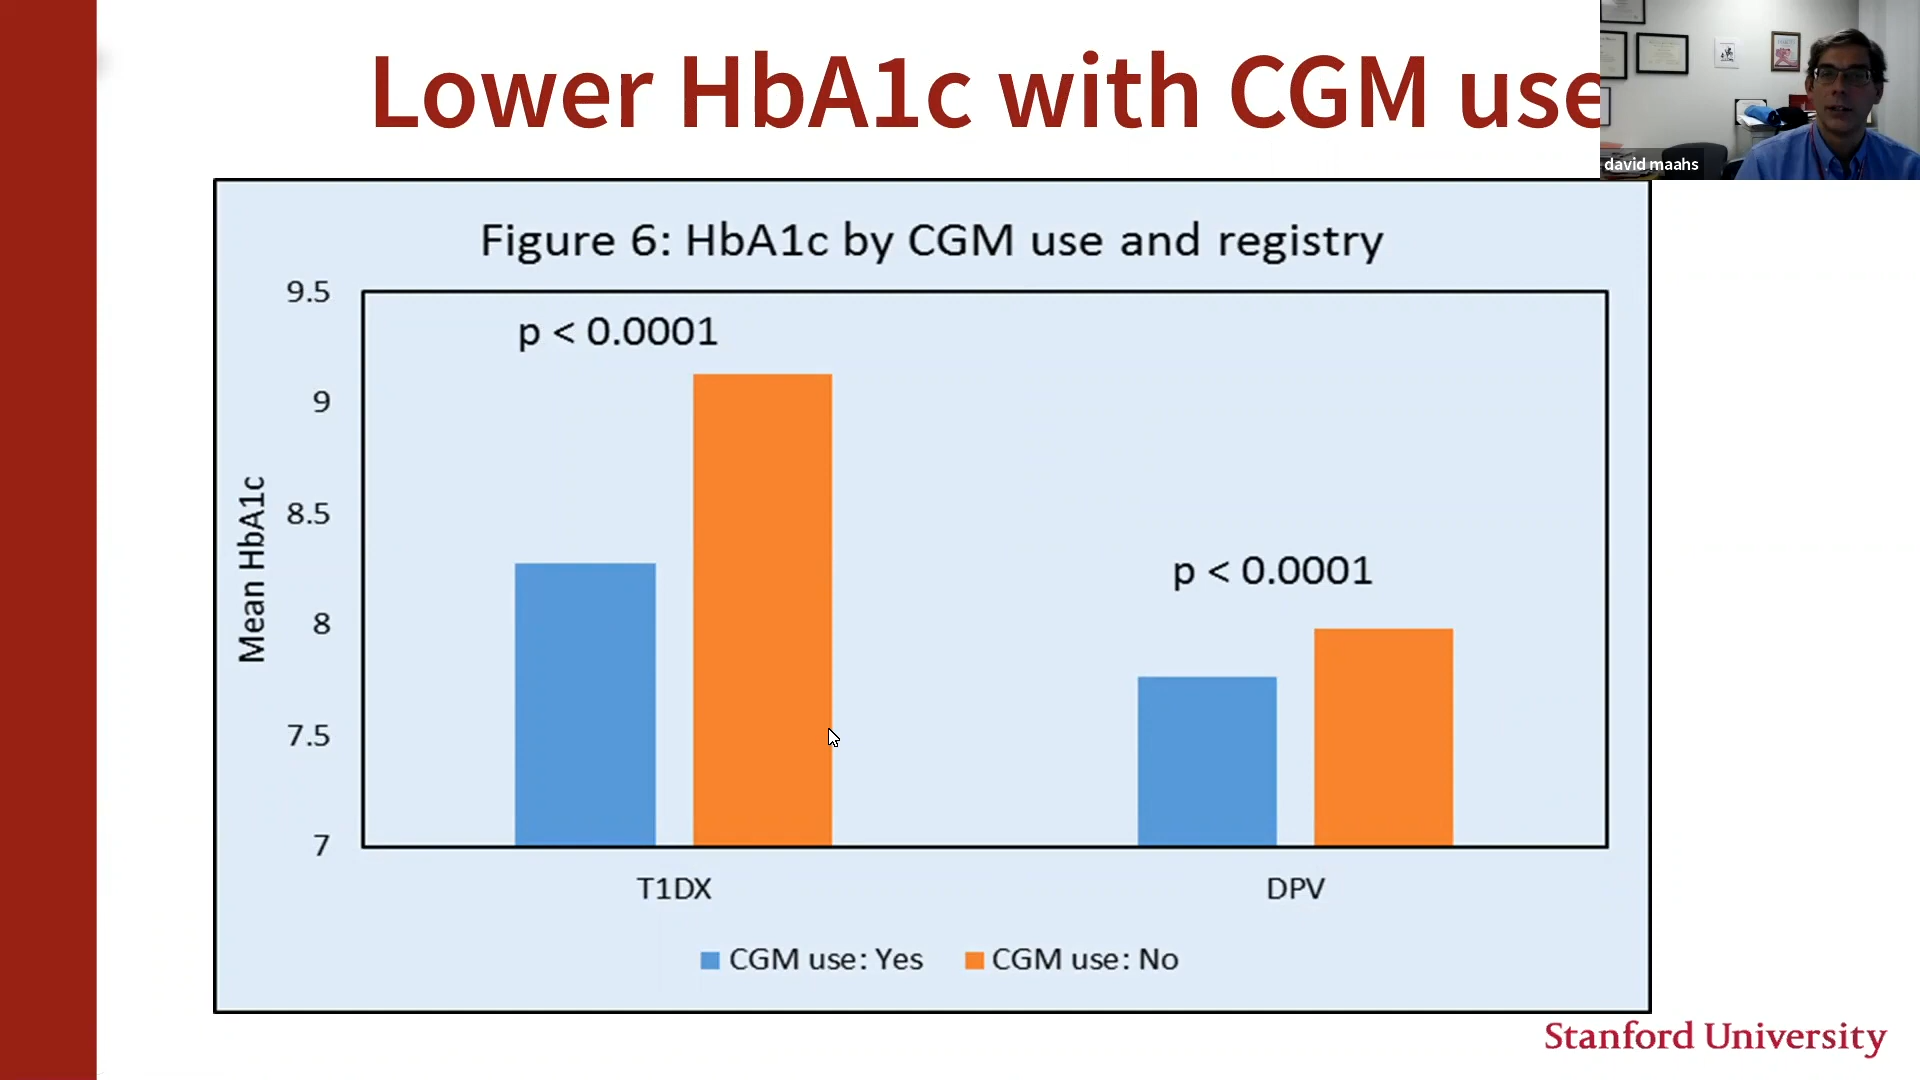 Lower HbA1c with CGM use
david maahs
Figure 6: HbA1c by CGM use and registry
9.5
9
8.5
8
7.5
7
Mean HbA1c
p < 0.0001
p < 0.0001
T1DX
DPV
CGM use: Yes
CGM use: No
Stanford University